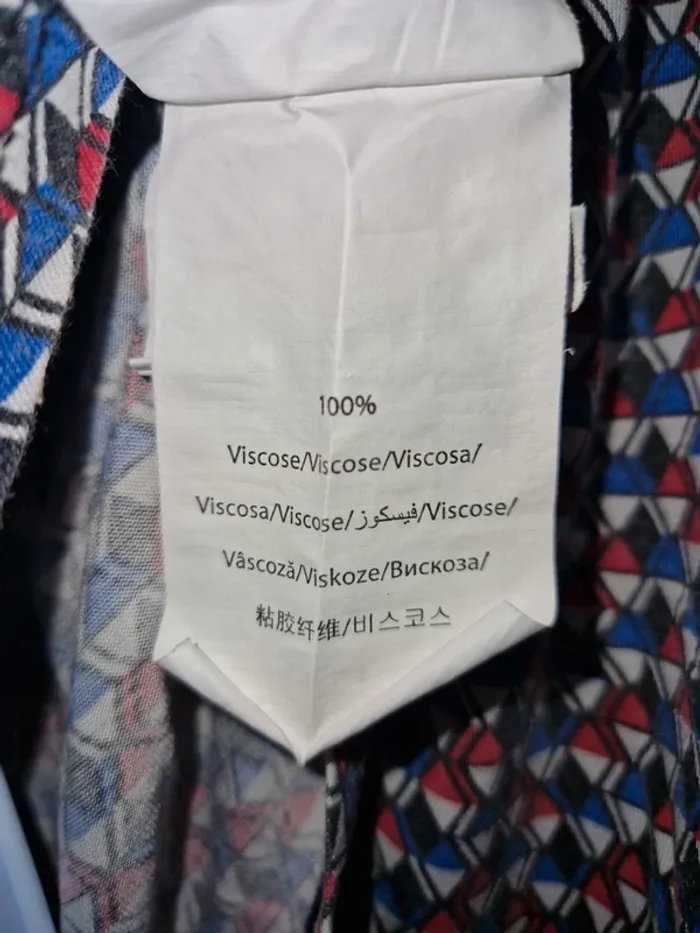 100%
Viscose/Viscose/Viscosa/
Viscosa/Viscose/فيسكوز/Viscose/
Vâscoză/Viskoze/Вискоза/
粘胶纤维/비스코스